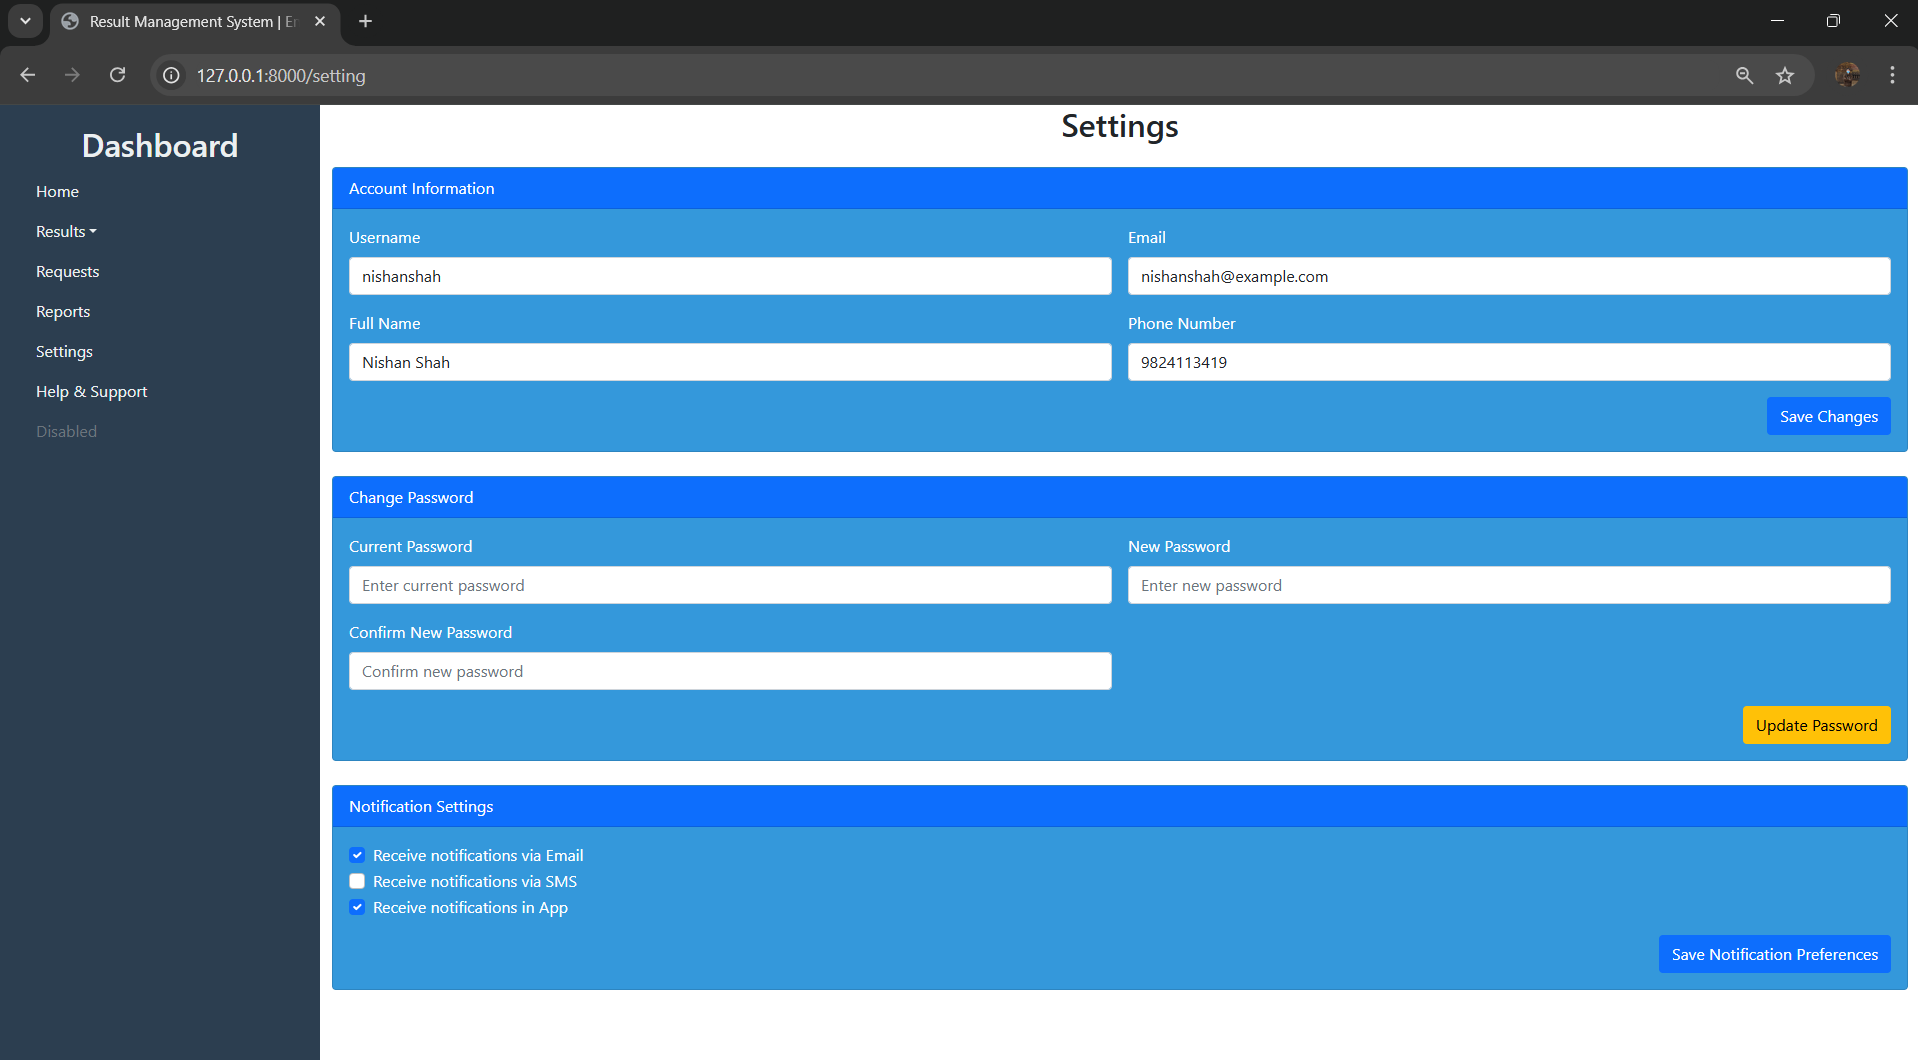 Result Management System | Er
127.0.0.1:8000/setting
Dashboard
Home
Results
Requests
Reports
Settings
Help & Support
Disabled
Settings
Account Information
Username
Email
nishanshah
nishanshah@example.com
Full Name
Phone Number
Nishan Shah
9824113419
Save Changes
Change Password
Current Password
New Password
Enter current password
Enter new password
Confirm New Password
Confirm new password
Update Password
Notification Settings
Receive notifications via Email
Receive notifications via SMS
Receive notifications in App
Save Notification Preferences